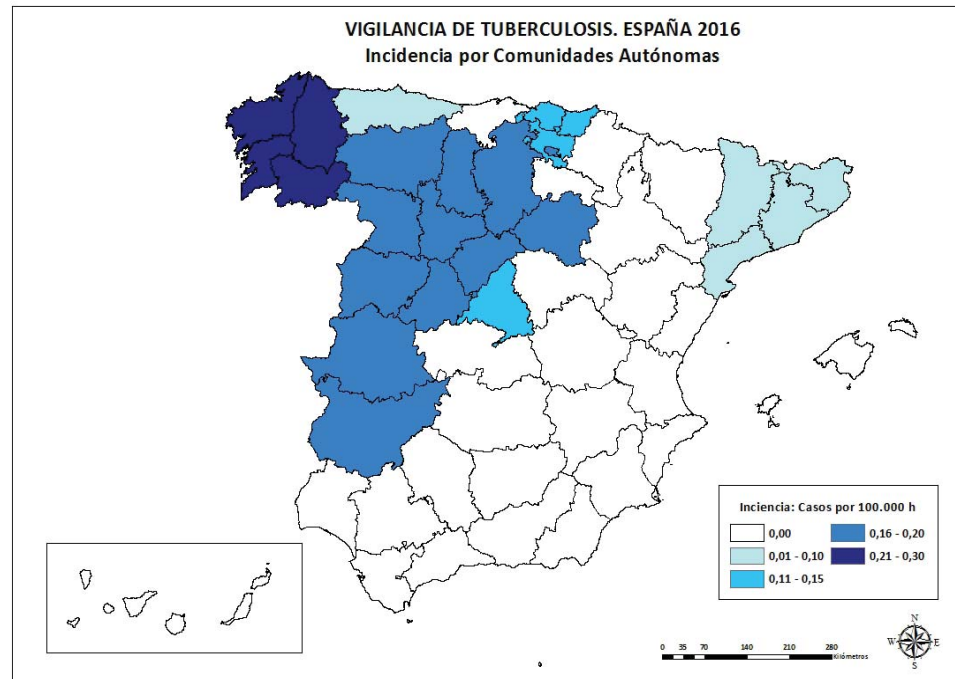 VIGILANCIA DE TUBERCULOSIS. ESPAÑA 2016
Incidencia por Comunidades Autónomas
Inciencia: Casos por 100.000 h
0,00
0,16 - 0,20
0,01 - 0,10
0,21 - 0,30
0,11 - 0,15
N
W
E
S
0 35 70 140 210 280
Kilómetros